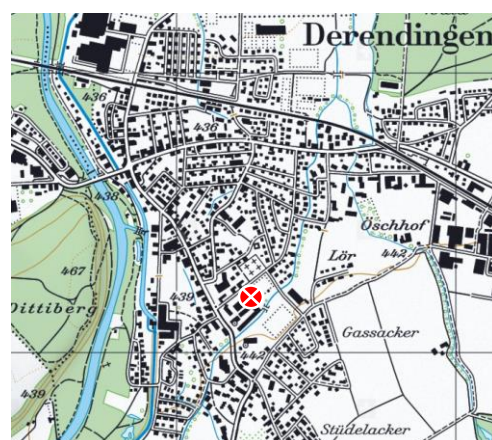 Derendingen
436
436
438
Öschhof
442
Lör
467
Dittiberg
439
Gassacker
442
439
Stüdelacker